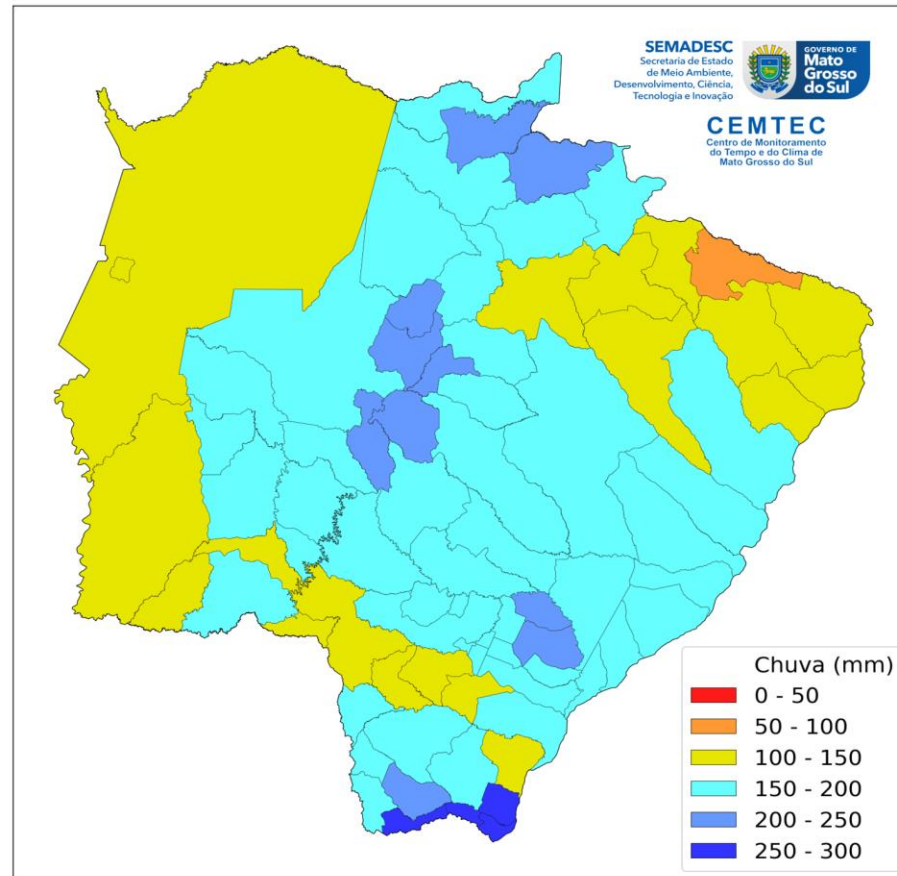 SEMADESC
Secretaria de Estado
de Meio Ambiente,
Desenvolvimento, Ciência,
Tecnologia e Inovação
GOVERNO DE
Mato
Grosso
do Sul
CEMTEC
Centro de Monitoramento
do Tempo e do Clima de
Mato Grosso do Sul
Chuva (mm)
0 - 50
50 - 100
100 - 150
150 - 200
200 - 250
250 - 300